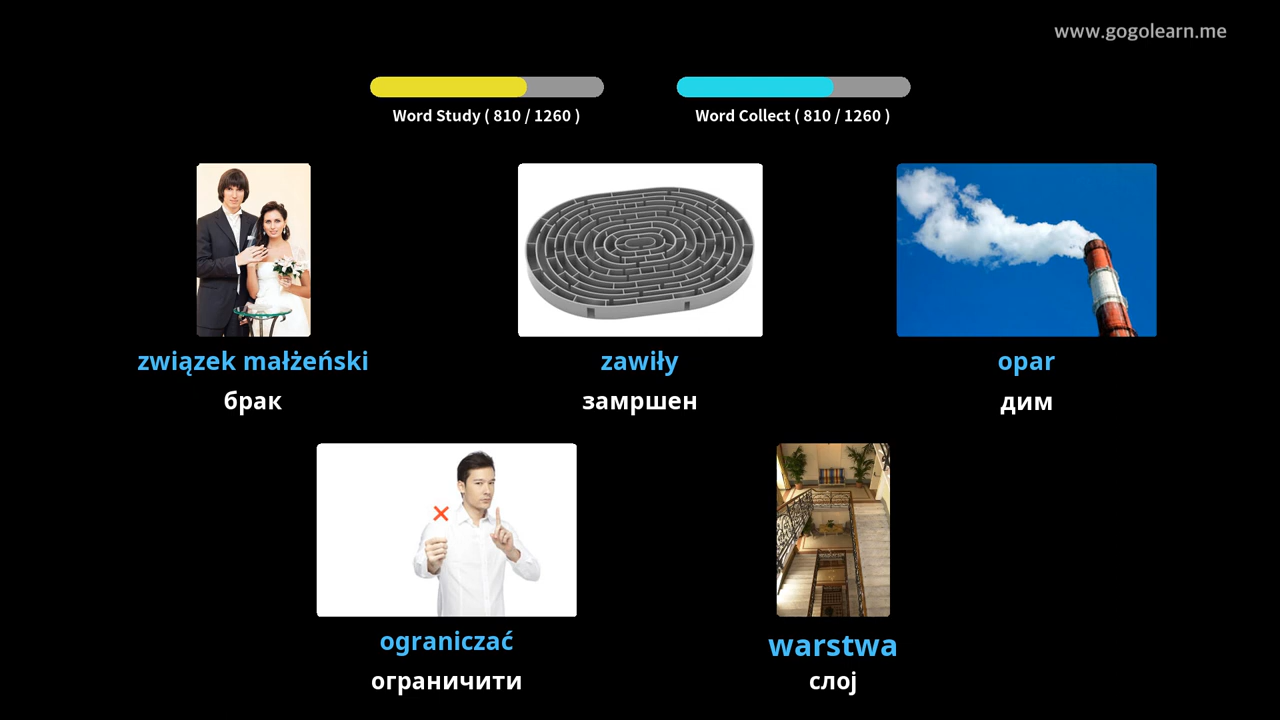 www.gogolearn.me
Word Study ( 810 / 1260 )
Word Collect ( 810 / 1260 )
związek małżeński
брак
zawiły
замршен
opar
дим
ograniczać
ограничити
warstwa
слој